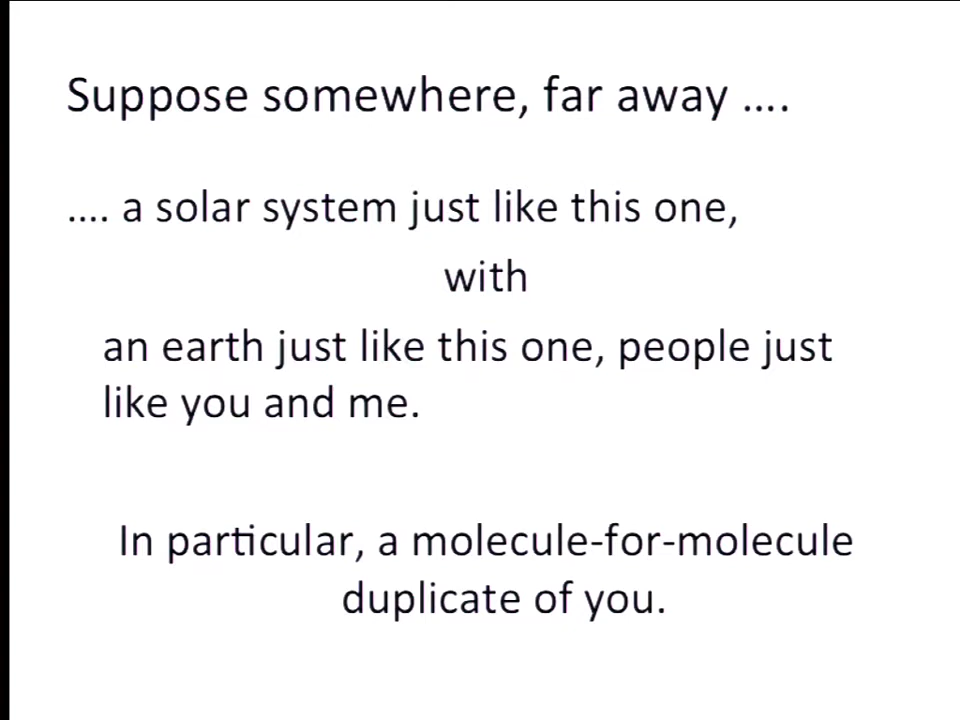 Suppose somewhere, far away ….
…. a solar system just like this one,
with
an earth just like this one, people just
like you and me.
In particular, a molecule-for-molecule
duplicate of you.